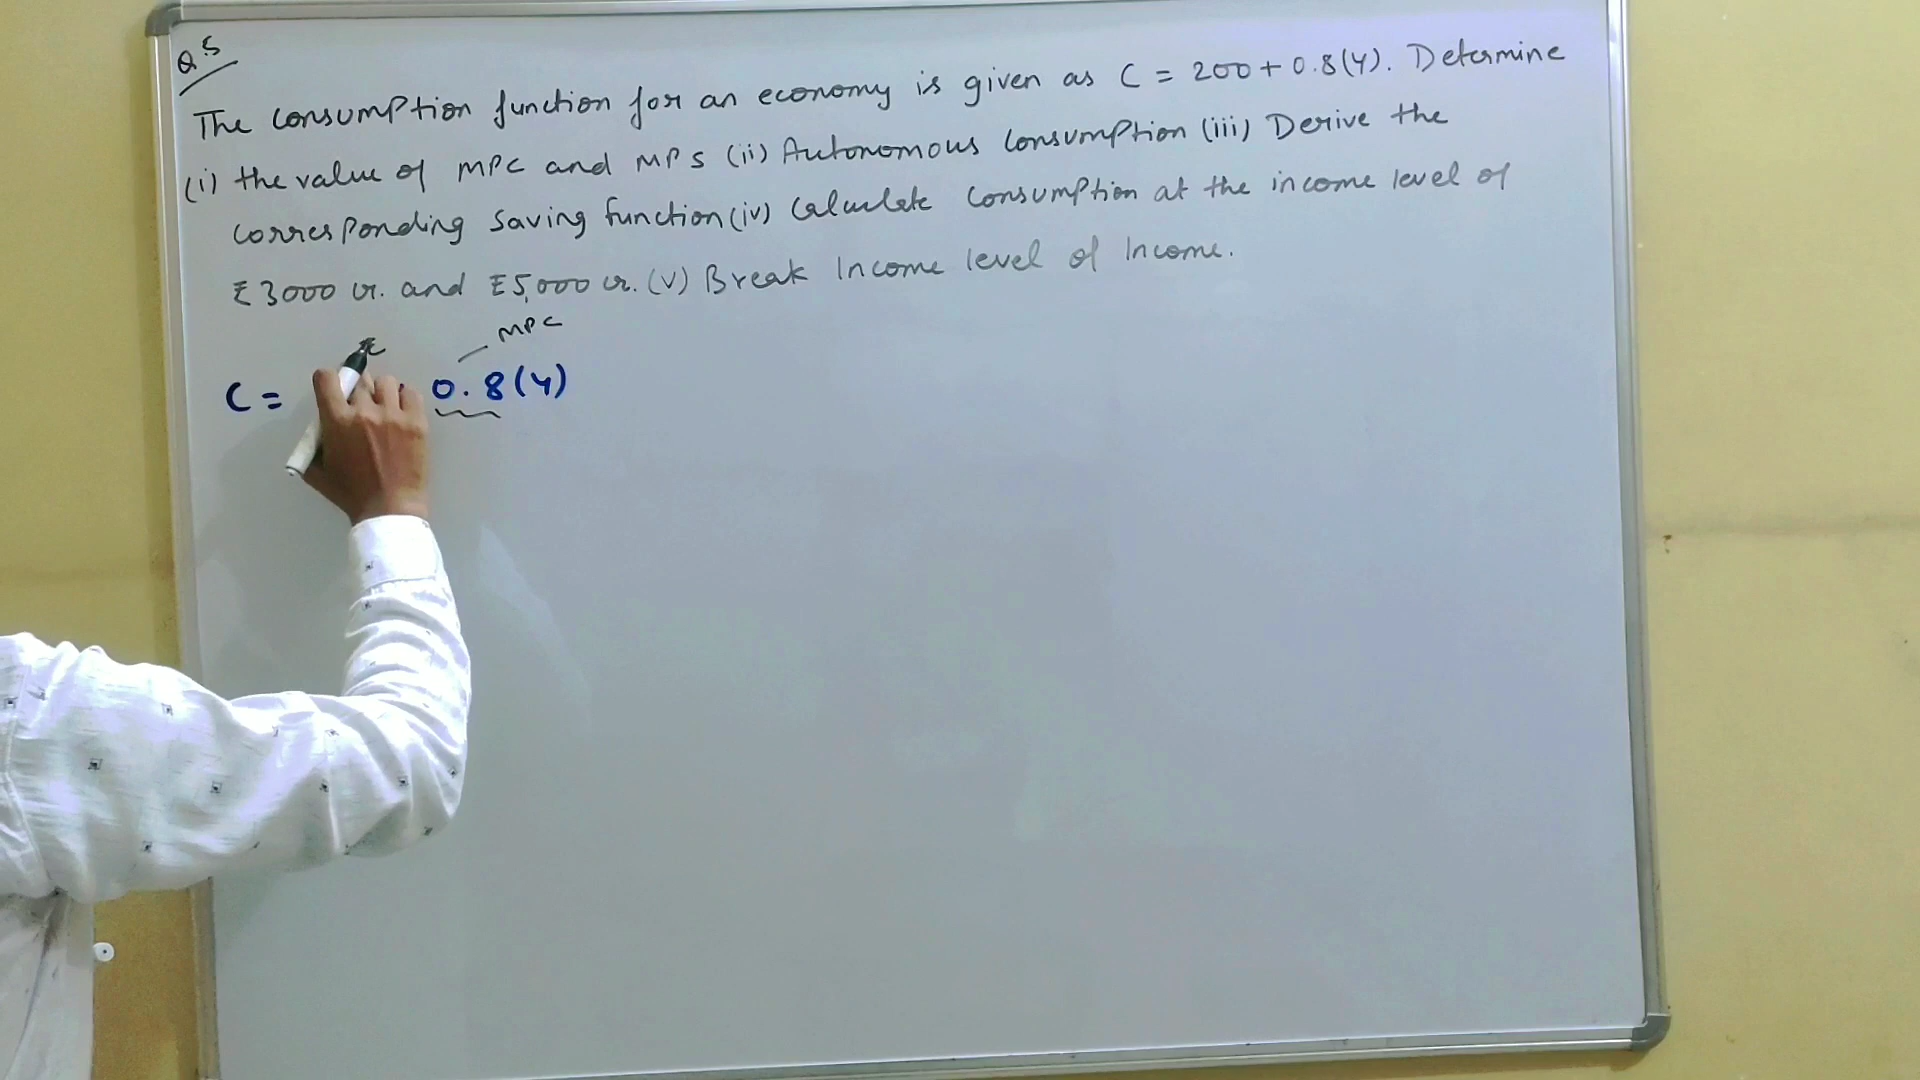 Q.5
The consumption function for an economy is given as C = 200 + 0.8(Y). Determine
(i) the value of MPC and MPS (ii) Autonomous Consumption (iii) Derive the
corresponding saving function (iv) Calculate Consumption at the income level of
₹3000 cr. and ₹5,000 cr. (v) Break Income level of Income.
MPC
C = 0.8(Y)